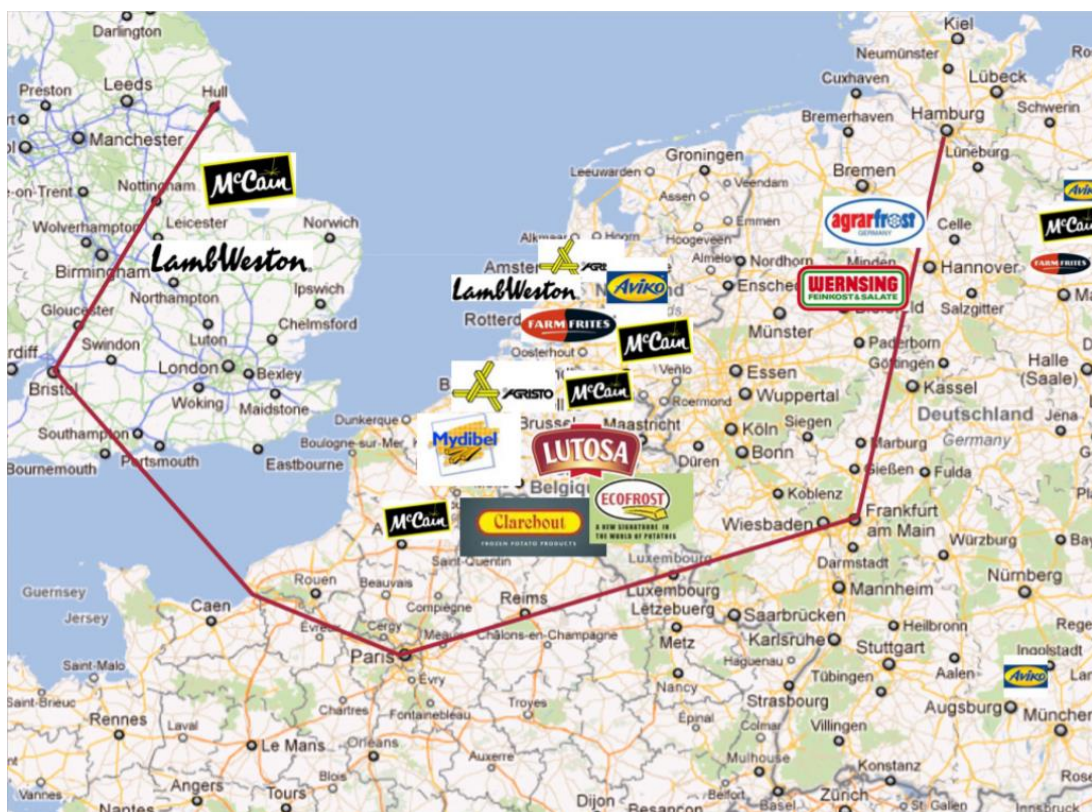 Darlington
Kiel
Neumünster
Cuxhaven
Lübeck
Preston
Leeds
Hull
Hamburg
Schwerin
Bremerhaven
Manchester
Groningen
Leeuwarden
Bremen
Lüneburg
Nottingham
McCain
Assen
Veendam
Wolverhampton
Leicester
Norwich
Emmen
agrarfrost
GERMANY
Celle
McCain
Birmingham
LambWeston
Alkmaar
Hoorn
Hoogeveen
Almelo
Nordhorn
Minden
Hannover
FARM FRITES
Northampton
Ipswich
LambWeston
Aviko
WERNSING
FEINKOST & SALATE
Salzgitter
Gloucester
Chelmsford
FARM FRITES
McCain
Münster
Paderborn
Swindon
Luton
Oosterhout
Göttingen
Halle
(Saale)
Bristol
London
Bexley
AGRISTO
McCain
Venlo
Essen
Kassel
Woking
Maidstone
Roermond
Wuppertal
Deutschland
Jena
Southampton
Dunkerque
Mydibel
Maastricht
Köln
Siegen
Marburg
Germany
Bournemouth
Portsmouth
Eastbourne
Boulogne-sur-Mer
LUTOSA
Düren
Bonn
Gießen
Fulda
ECOFROST
A NEW SIGNATURE IN
THE WORLD OF POTATOES
Koblenz
McCain
Clarebout
FROZEN POTATO PRODUCTS
Wiesbaden
Frankfurt
am Main
Würzburg
Saint-Quentin
Luxembourg
Darmstadt
Guernsey
Rouen
Beauvais
Luxembourg
Lëtzebuerg
Mannheim
Nürnberg
Jersey
Caen
Compiègne
Reims
Saarbrücken
Heilbronn
Évreux
Cergy
Meaux
Châlons-en-Champagne
Metz
Karlsruhe
Saint-Malo
Paris
Haguenau
Stuttgart
Ingolstadt
Saint-Brieuc
Évry
Nancy
Strasbourg
Tübingen
Aalen
Aviko
Rennes
Laval
Chartres
Fontainebleau
Troyes
Augsburg
Le Mans
Orléans
Épinal
Colmar
Villingen
München
Auxerre
Mulhouse
Konstanz
Vannes
Angers
Blois
Tours
Dijon
Besançon
Belfort
Basel
Zürich
St Gallen
Innsbruck
Nantes